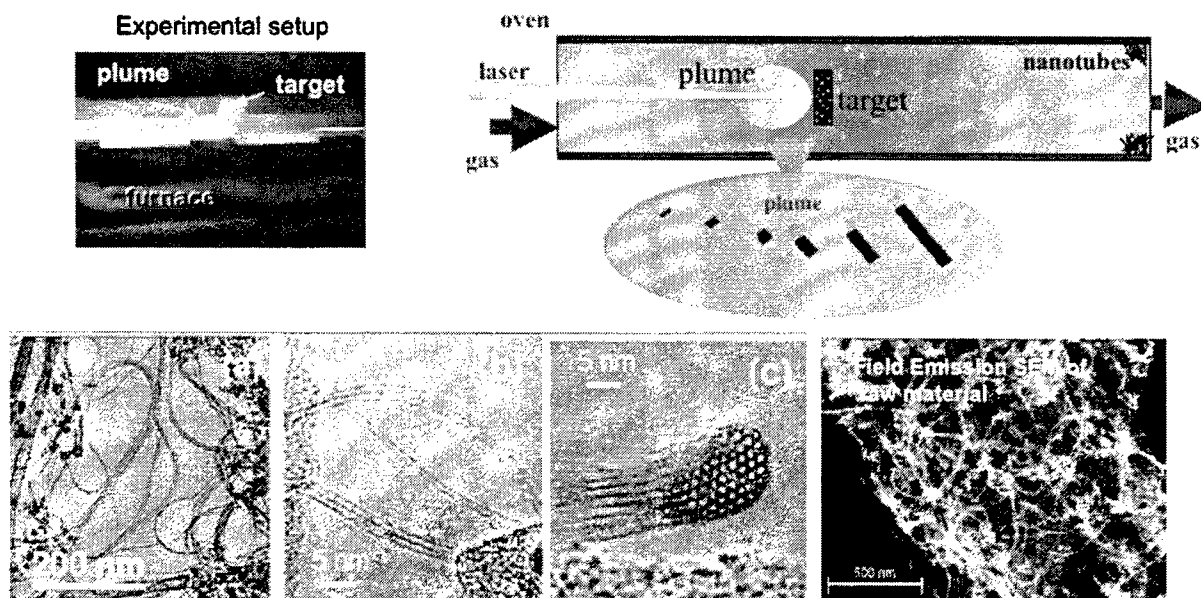 Experimental setup
plume
target
furnace
oven
laser
gas
plume
target
nanotubes
gas
plume
(a)
200 nm
5 nm
5 nm
(c)
Field Emission SEM of
raw material
500 nm